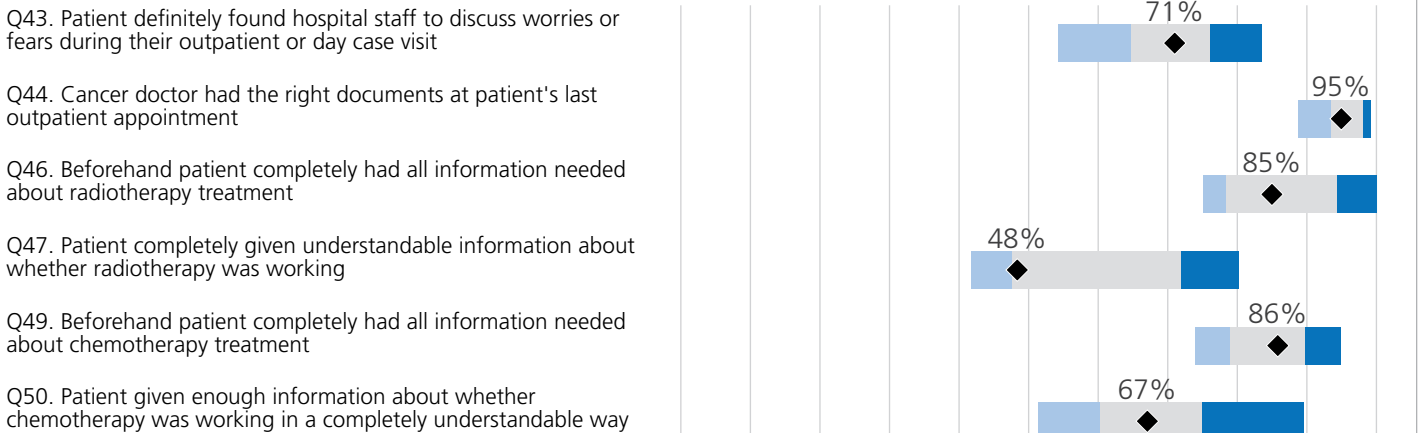 Q43. Patient definitely found hospital staff to discuss worries or
fears during their outpatient or day case visit
71%
Q44. Cancer doctor had the right documents at patient's last
outpatient appointment
95%
Q46. Beforehand patient completely had all information needed
about radiotherapy treatment
85%
Q47. Patient completely given understandable information about
whether radiotherapy was working
48%
Q49. Beforehand patient completely had all information needed
about chemotherapy treatment
86%
Q50. Patient given enough information about whether
chemotherapy was working in a completely understandable way
67%